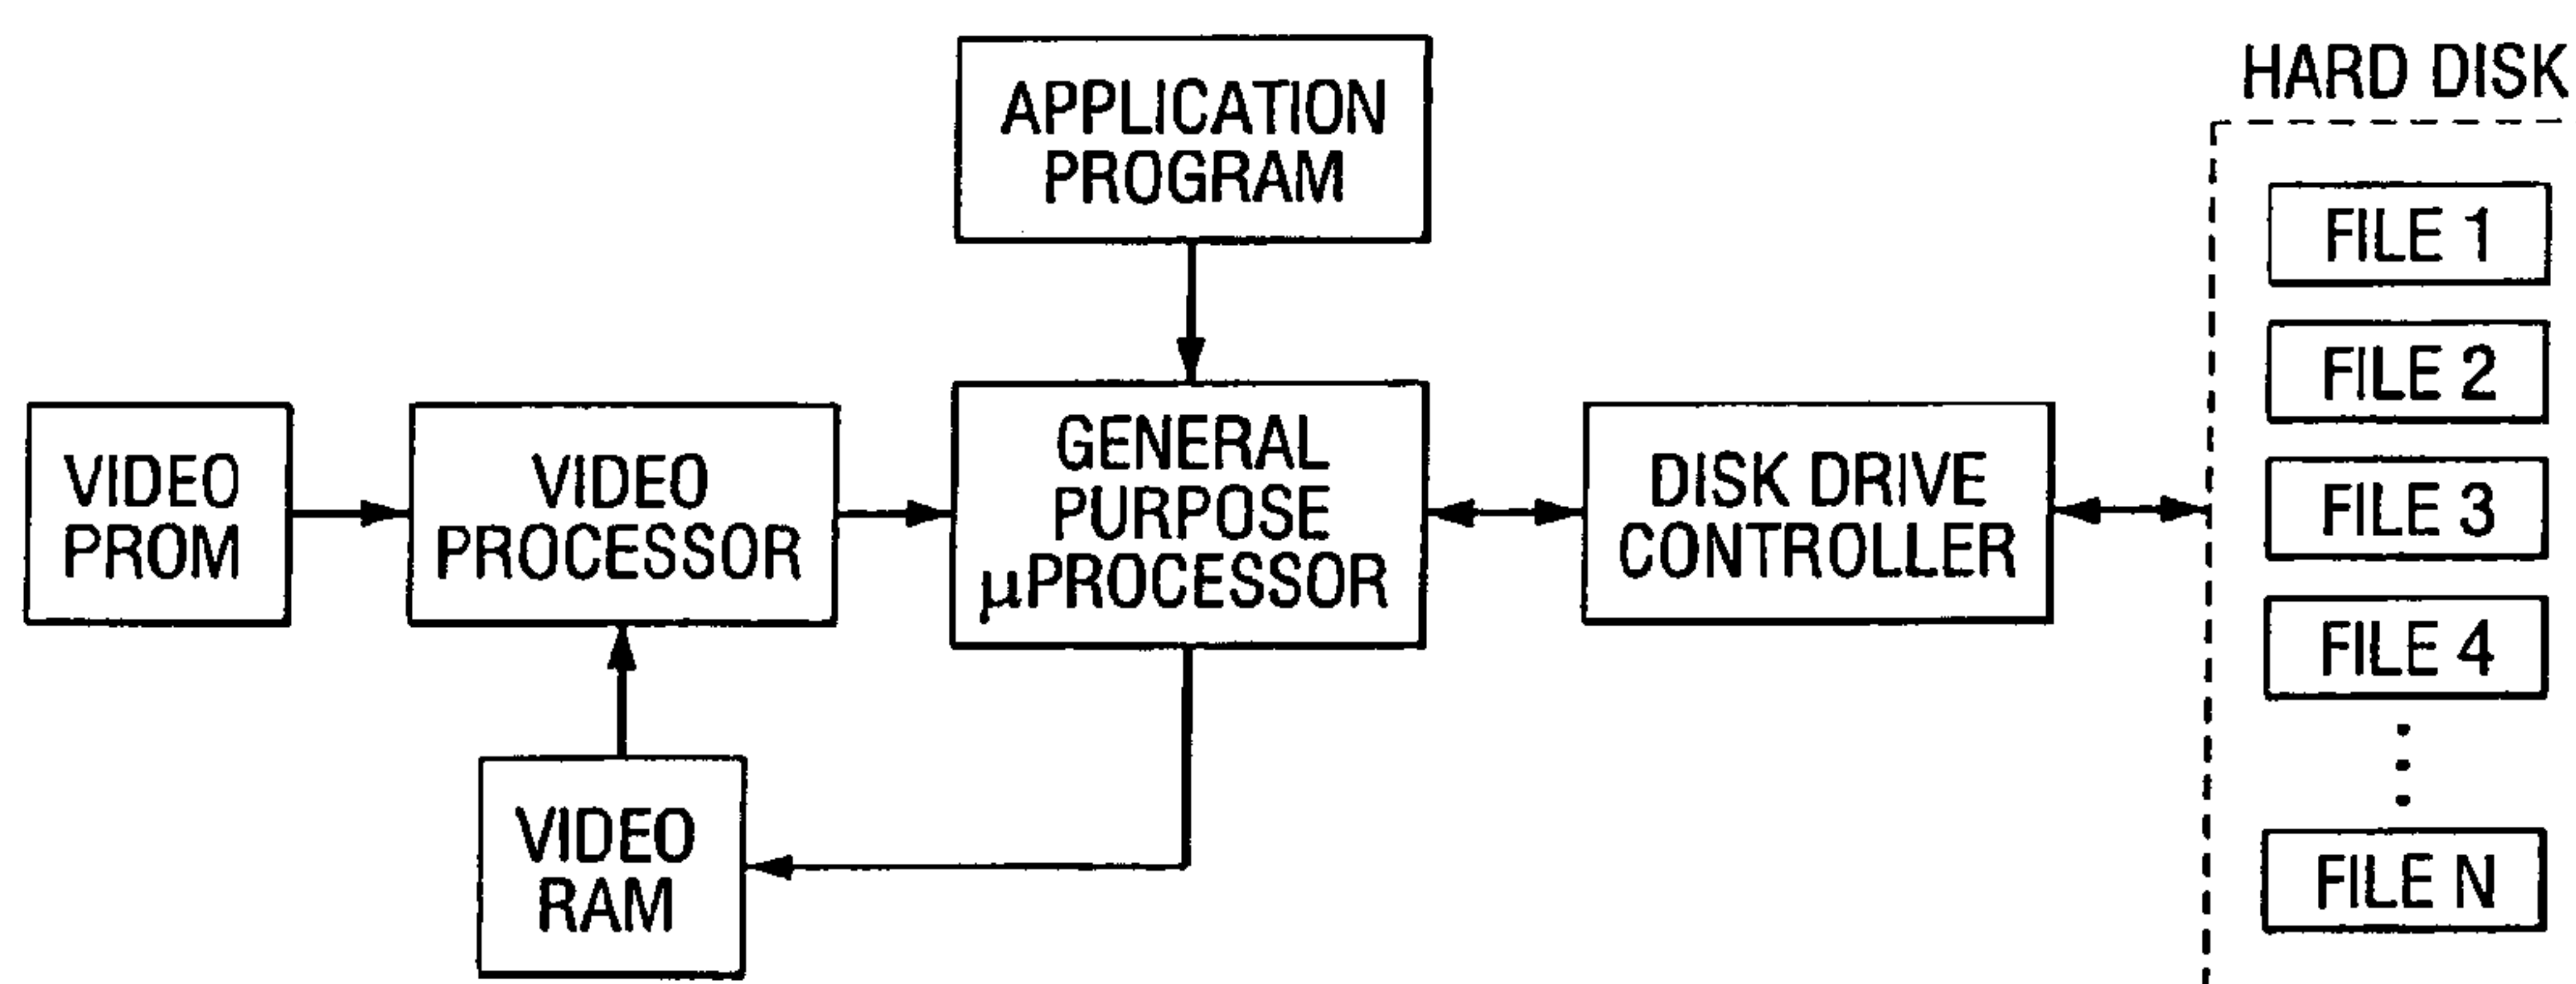 APPLICATION
PROGRAM
HARD DISK
FILE 1
FILE 2
FILE 3
FILE 4
FILE N
VIDEO
PROM
VIDEO
PROCESSOR
GENERAL
PURPOSE
µPROCESSOR
DISK DRIVE
CONTROLLER
VIDEO
RAM